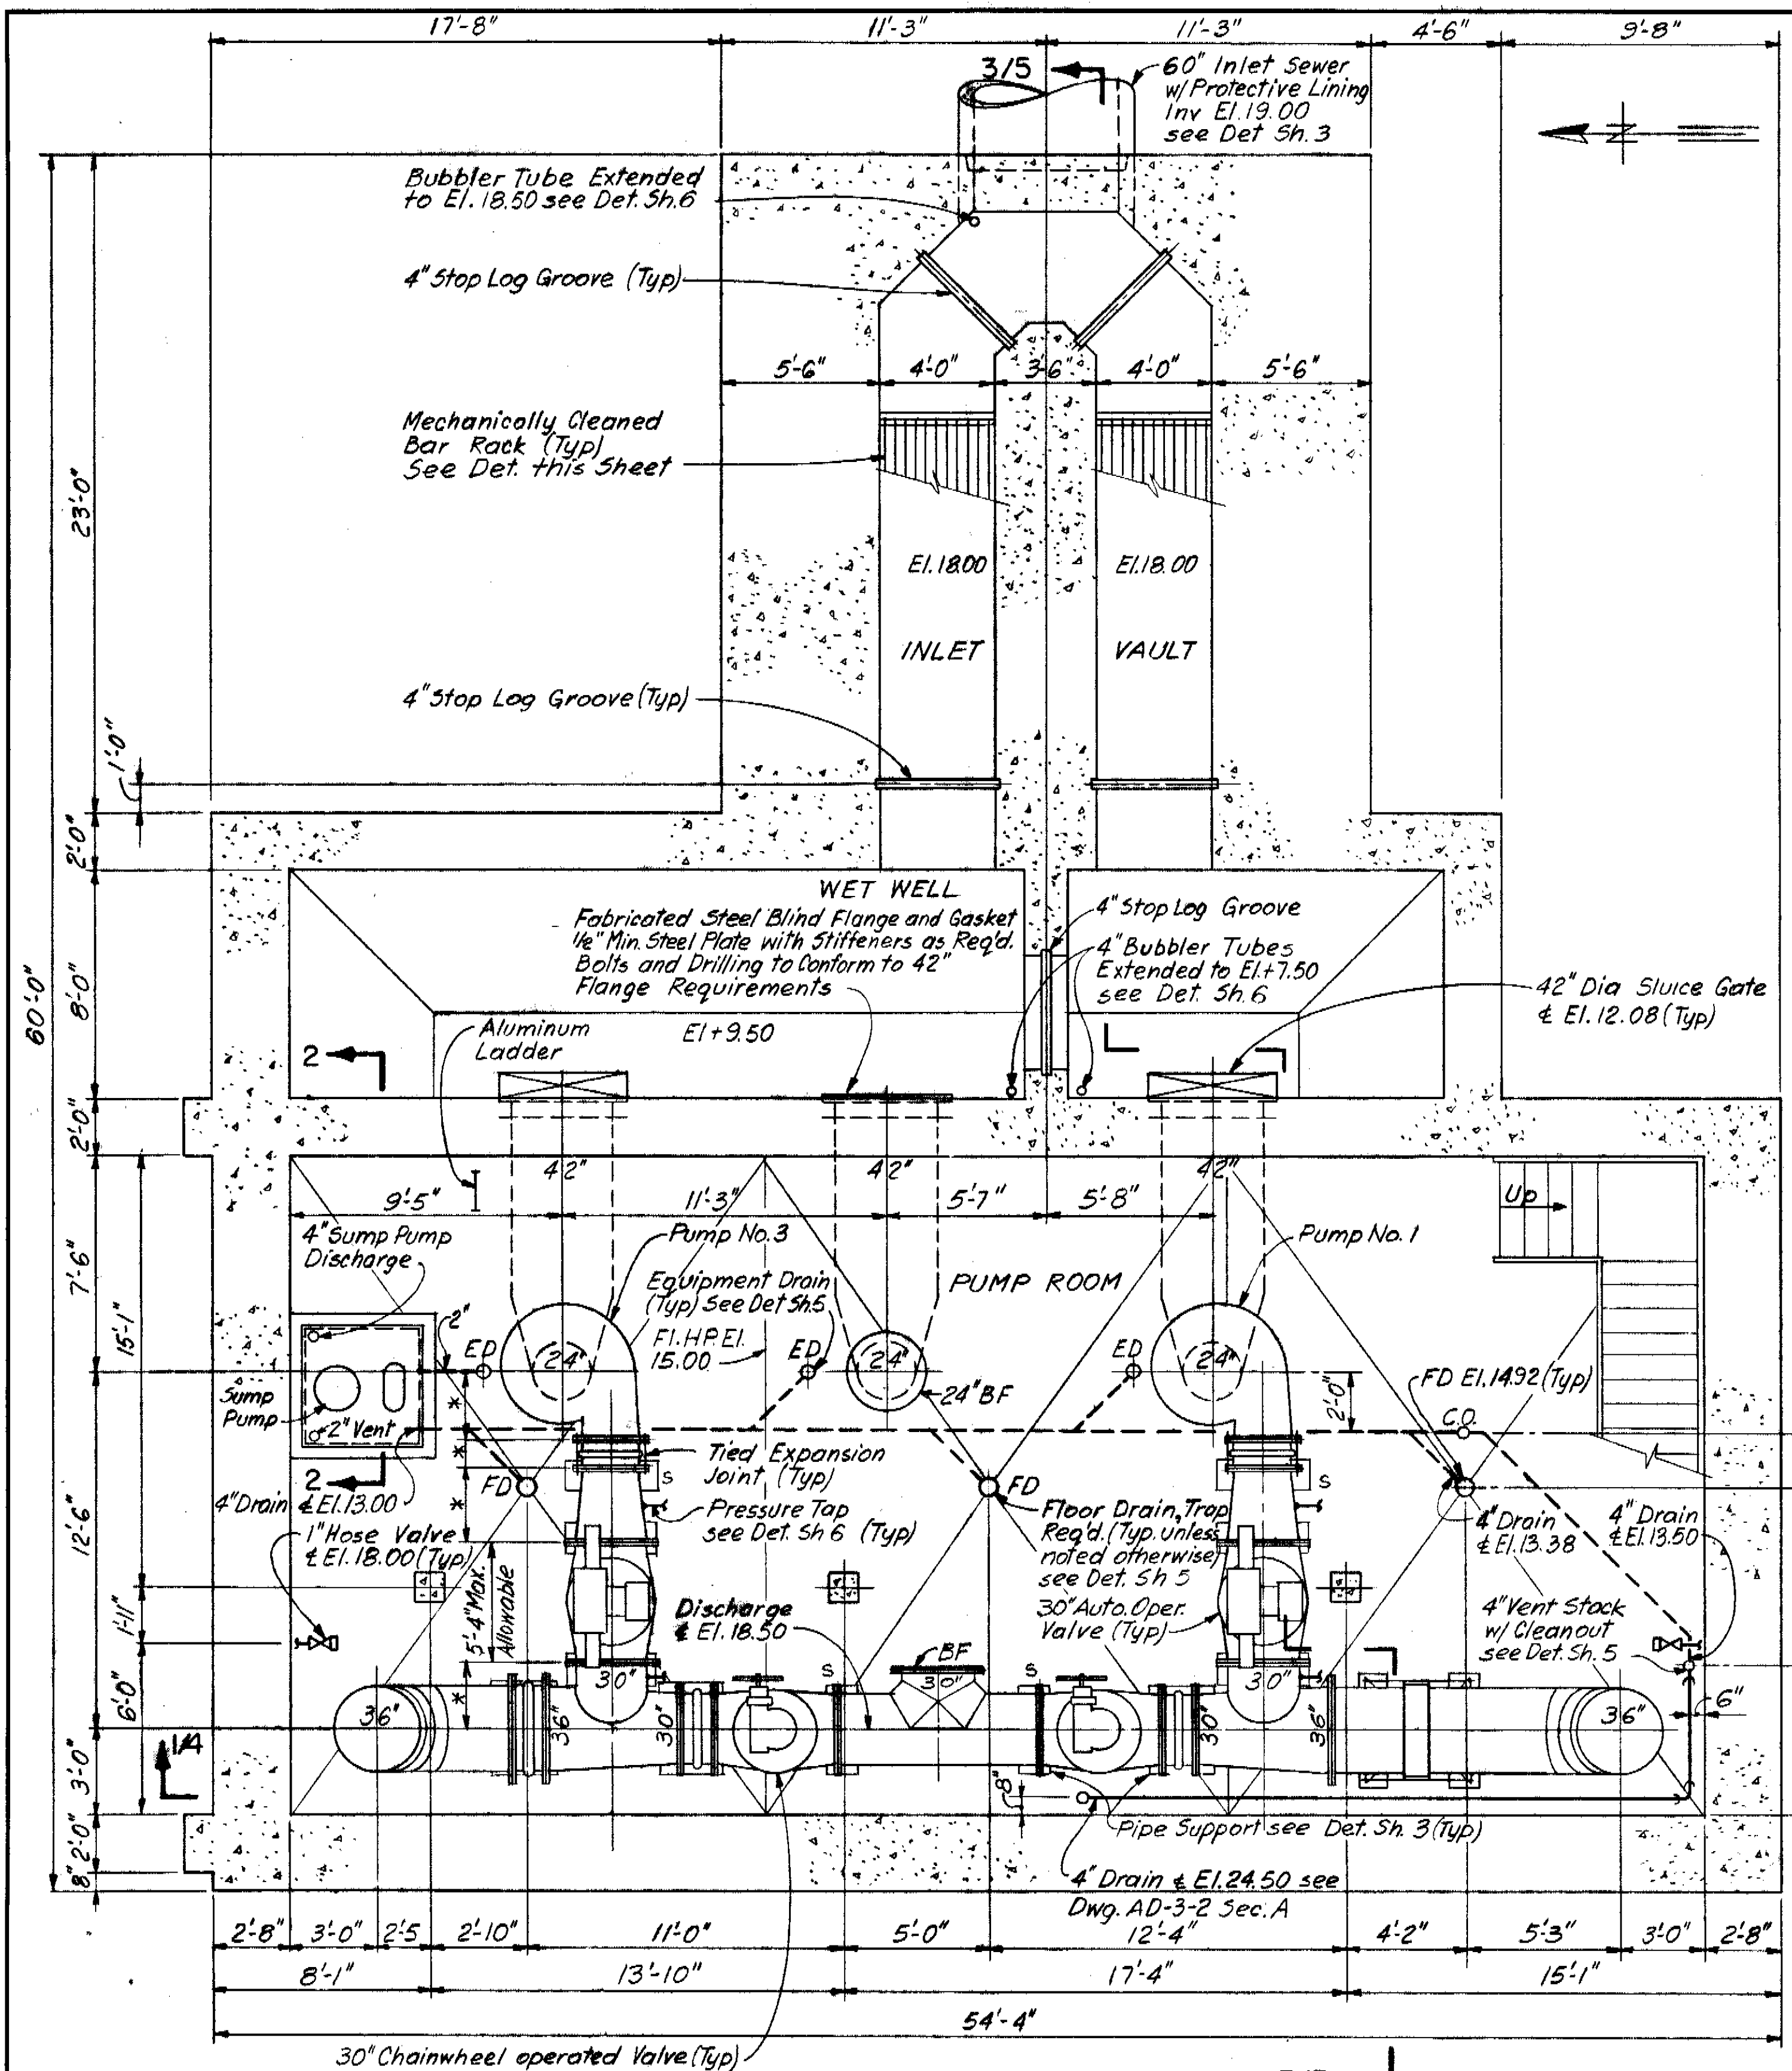 17'-8"
11'-3"
11'-3"
4'-6"
9'-8"
3/5
60" Inlet Sewer
w/Protective Lining
Inv El.19.00
see Det Sh.3
N
Bubbler Tube Extended
to El.18.50 see Det.Sh.6
4" Stop Log Groove (Typ)
5'-6"
4'-0"
3'-6"
4'-0"
5'-6"
Mechanically Cleaned
Bar Rack (Typ)
See Det. this Sheet
23'-0"
El.18.00
El.18.00
INLET
VAULT
4" Stop Log Groove (Typ)
1'-0"
2'-0"
WET WELL
Fabricated Steel Blind Flange and Gasket
Min. Steel Plate with Stiffeners as Req'd.
Bolts and Drilling to Conform to 42"
Flange Requirements
4" Stop Log Groove
4" Bubbler Tubes
Extended to El.+7.50
see Det. Sh.6
42" Dia Sluice Gate
℄ El.12.08 (Typ)
60'-0"
8'-0"
Aluminum
Ladder
El+9.50
2
2'-0"
42"
42"
42"
9'-5"
11'-3"
5'-7"
5'-8"
Up
4" Sump Pump
Discharge
Pump No.3
Pump No.1
7'-6"
15'-1"
Equipment Drain
(Typ) See Det Sh.5
PUMP ROOM
Fl.HP.El.
15.00
2"
ED
ED
ED
24"
24"
24"
24" BF
FD El.14.92 (Typ)
Sump
Pump
2" Vent
*
2'-0"
C.O.
*
Tied Expansion
Joint (Typ)
2
FD
S
FD
S
4" Drain ℄ El.13.00
*
Pressure Tap
see Det. Sh 6 (Typ)
Floor Drain, Trap
Req'd. (Typ. unless
noted otherwise)
see Det. Sh 5
4" Drain
℄ El.13.38
4" Drain
℄ El.13.50
12'-6"
1" Hose Valve
℄ El.18.00 (Typ)
5'-4" Max.
Allowable
Discharge
℄ El.18.50
30" Auto. Oper.
Valve (Typ)
4" Vent Stack
w/ Cleanout
see Det. Sh.5
1'-11"
6'-0"
BF
30"
30"
30"
S
S
*
36"
36"
30"
30"
36"
36"
6"
1/4
3'-0"
8"
Pipe Support see Det. Sh. 3 (Typ)
2'-0"
8"
4" Drain ℄ El.24.50 see
Dwg. AD-3-2 Sec. A
2'-8"
3'-0"
2'-5
2'-10"
11'-0"
5'-0"
12'-4"
4'-2"
5'-3"
3'-0"
2'-8"
8'-1"
13'-10"
17'-4"
15'-1"
54'-4"
30" Chainwheel operated Valve (Typ)